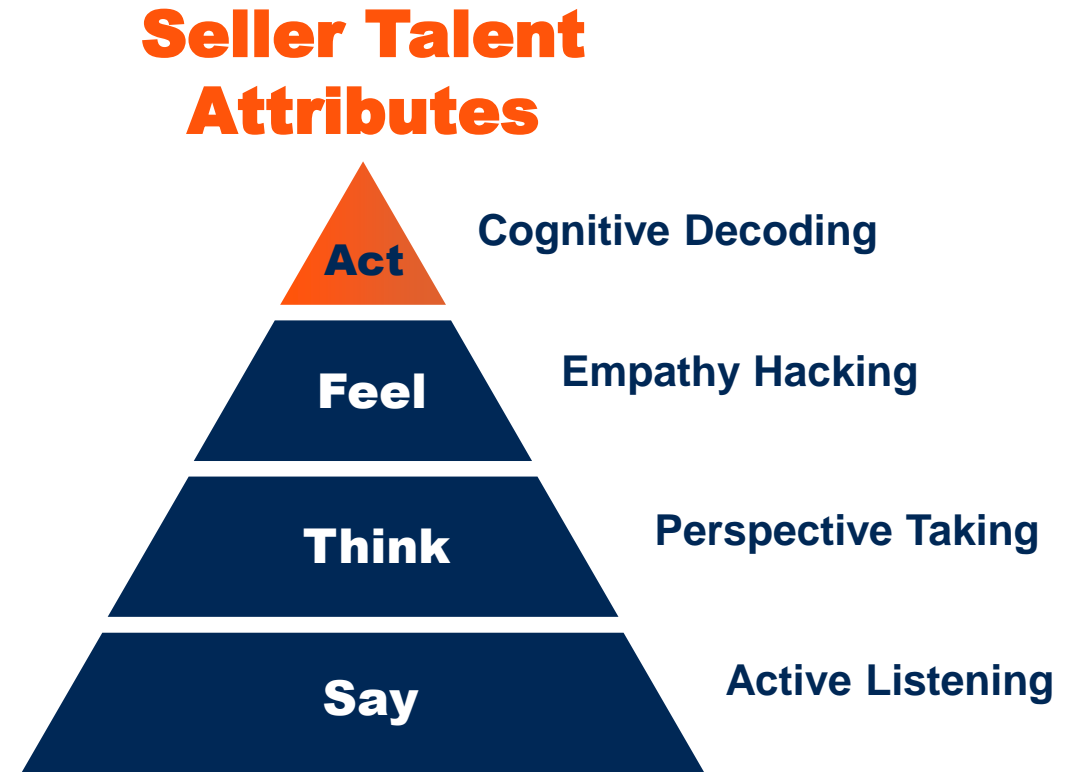 Seller Talent
Attributes
Act
Cognitive Decoding
Feel
Empathy Hacking
Think
Perspective Taking
Say
Active Listening